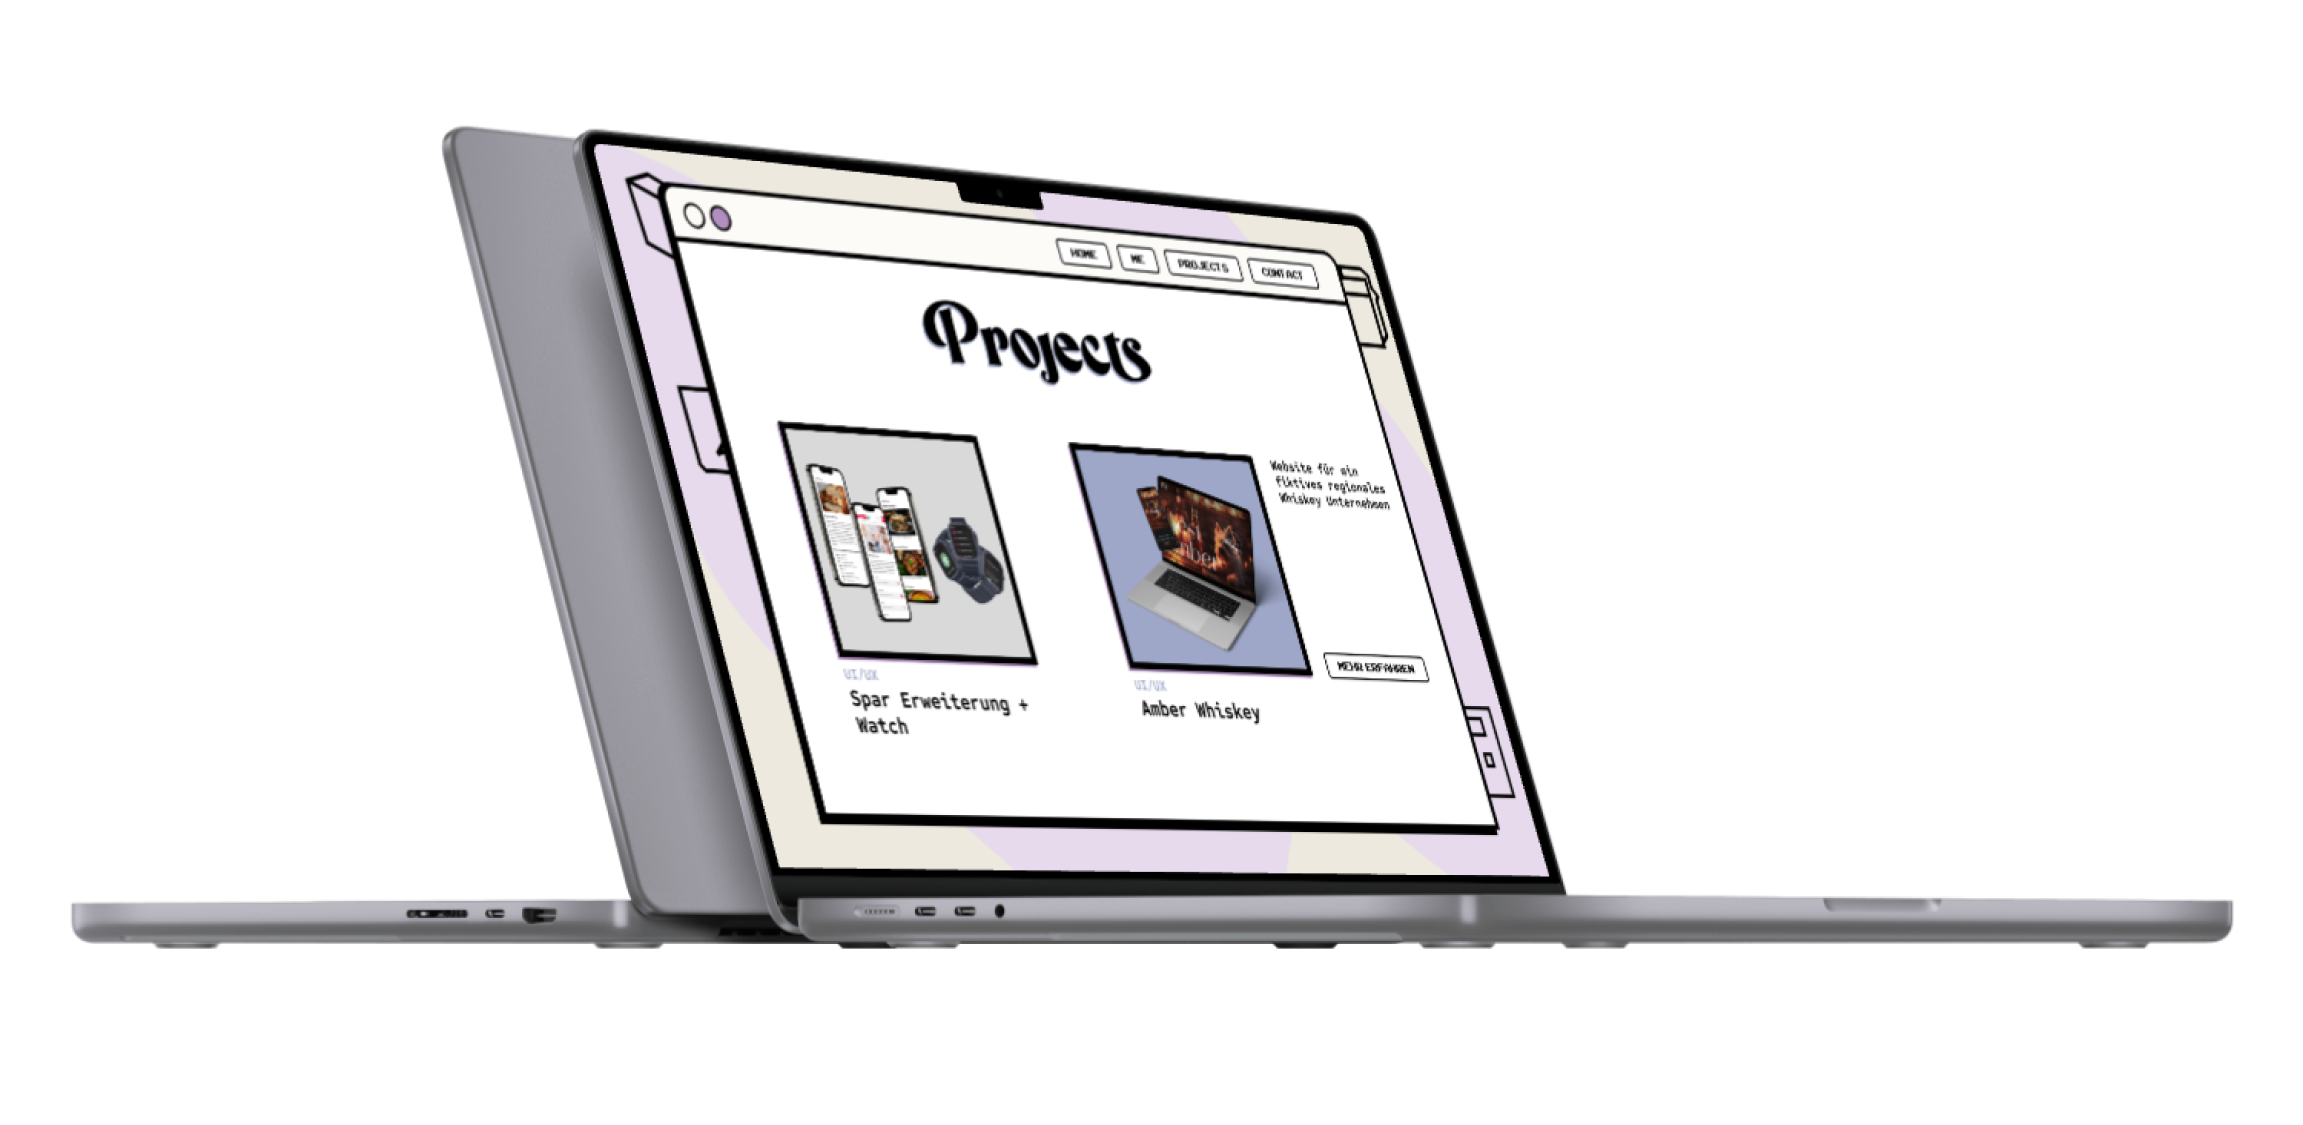 HOME
ME
PROJECTS
CONTACT
Projects
UI/UX
Spar Erweiterung +
Watch
Website für ein
fiktives regionales
Whiskey Unternehmen
MEHR ERFAHREN
UI/UX
Amber Whiskey